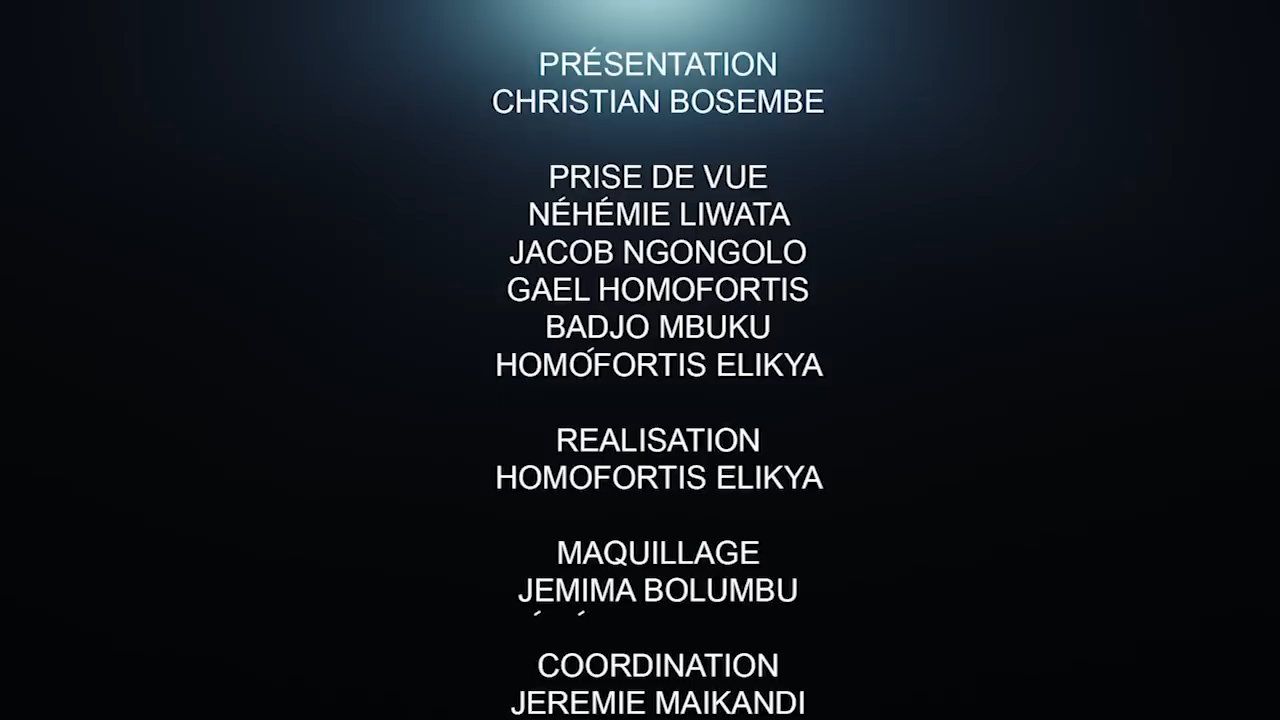 PRÉSENTATION
CHRISTIAN BOSEMBE
PRISE DE VUE
NÉHÉMIE LIWATA
JACOB NGONGOLO
GAEL HOMOFORTIS
BADJO MBUKU
HOMOFORTIS ELIKYA
REALISATION
HOMOFORTIS ELIKYA
MAQUILLAGE
JEMIMA BOLUMBU
COORDINATION
JEREMIE MAIKANDI